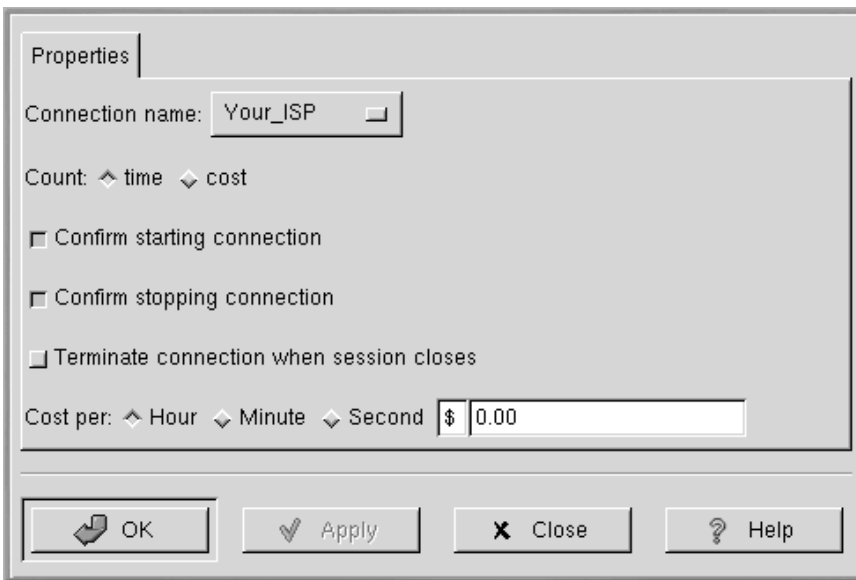 Properties
Connection name: Your_ISP
Count: time cost
Confirm starting connection
Confirm stopping connection
Terminate connection when session closes
Cost per: Hour Minute Second $ 0.00
OK Apply Close Help